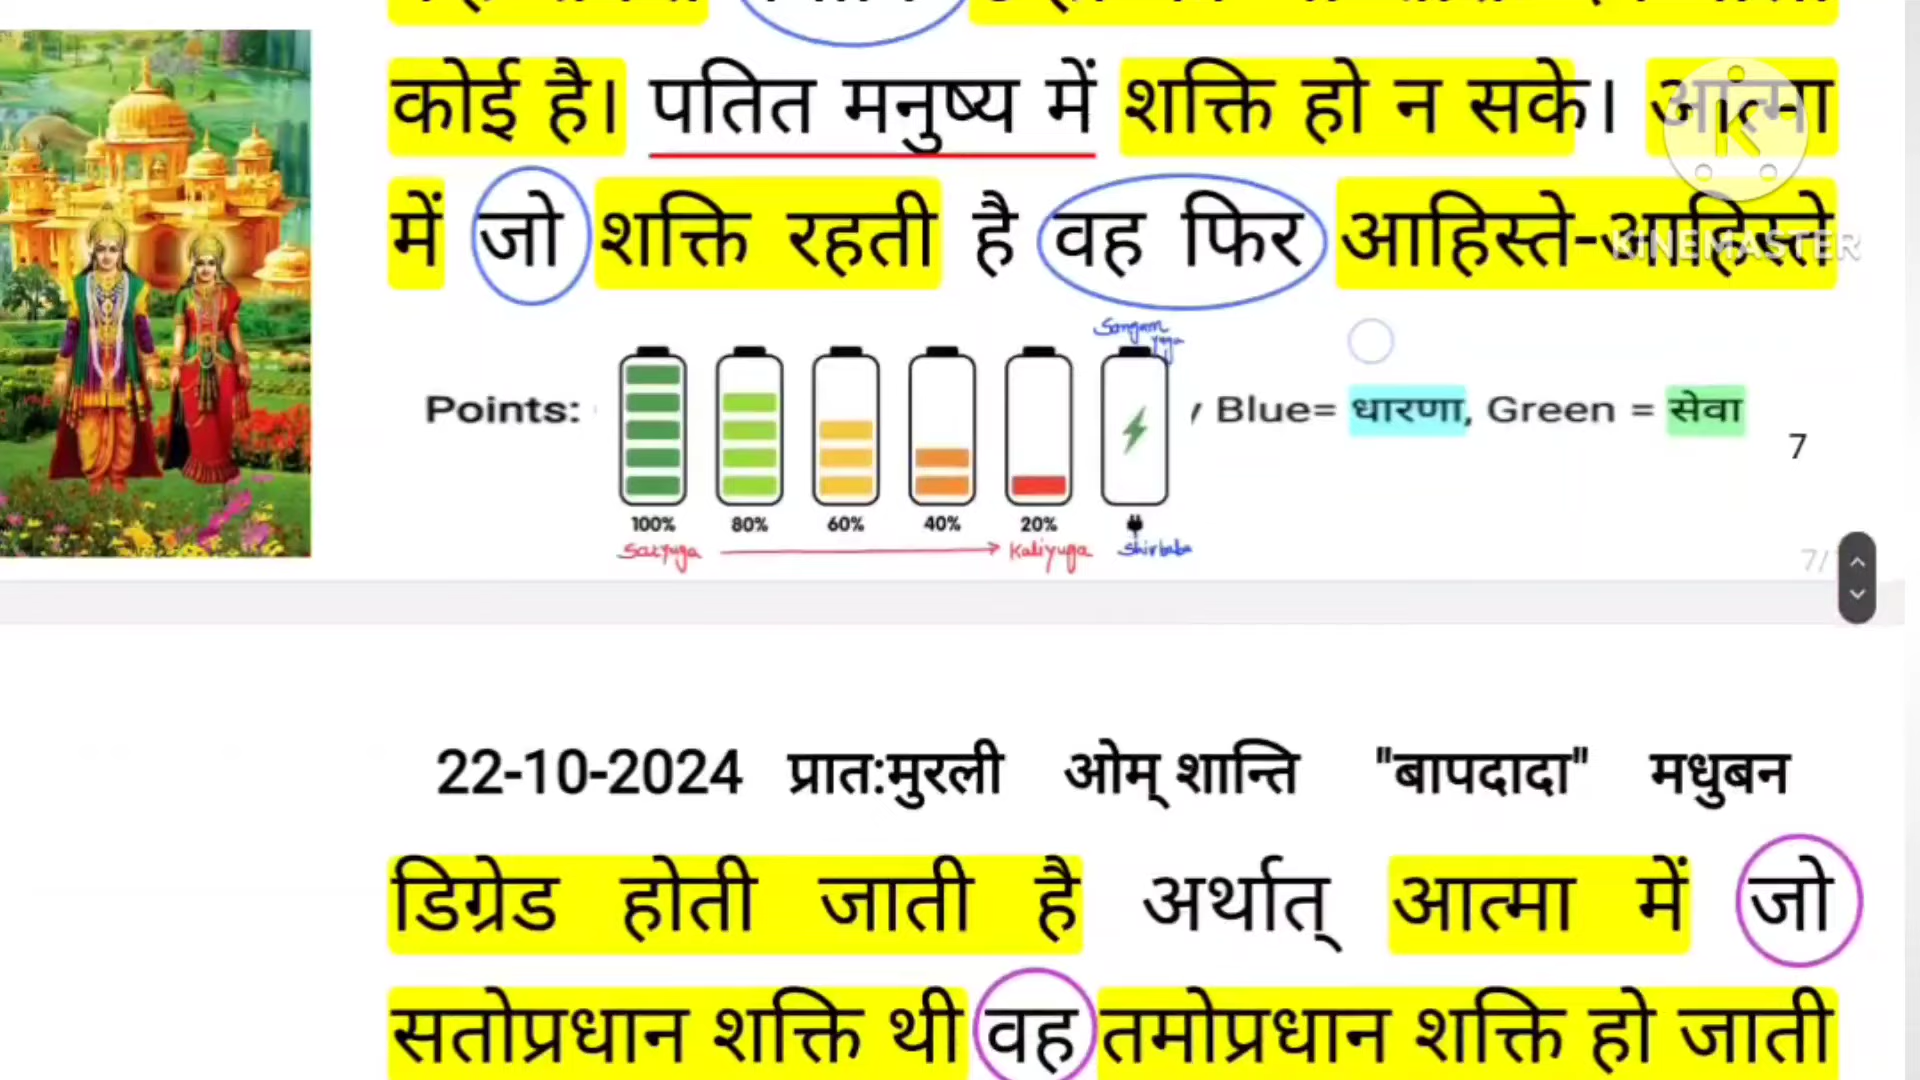 कोई है। पतित मनुष्य में शक्ति हो न सके। आत्मा
में जो शक्ति रहती है वह फिर आहिस्ते-आहिस्ते
KINEMASTER
Sangam yuga
Points: Blue= धारणा, Green = सेवा
7
100% 80% 60% 40% 20%
Satyuga Kaliyuga Shivbaba
7/
22-10-2024 प्रात:मुरली ओम् शान्ति "बापदादा" मधुबन
डिग्रेड होती जाती है अर्थात् आत्मा में जो
सतोप्रधान शक्ति थी वह तमोप्रधान शक्ति हो जाती